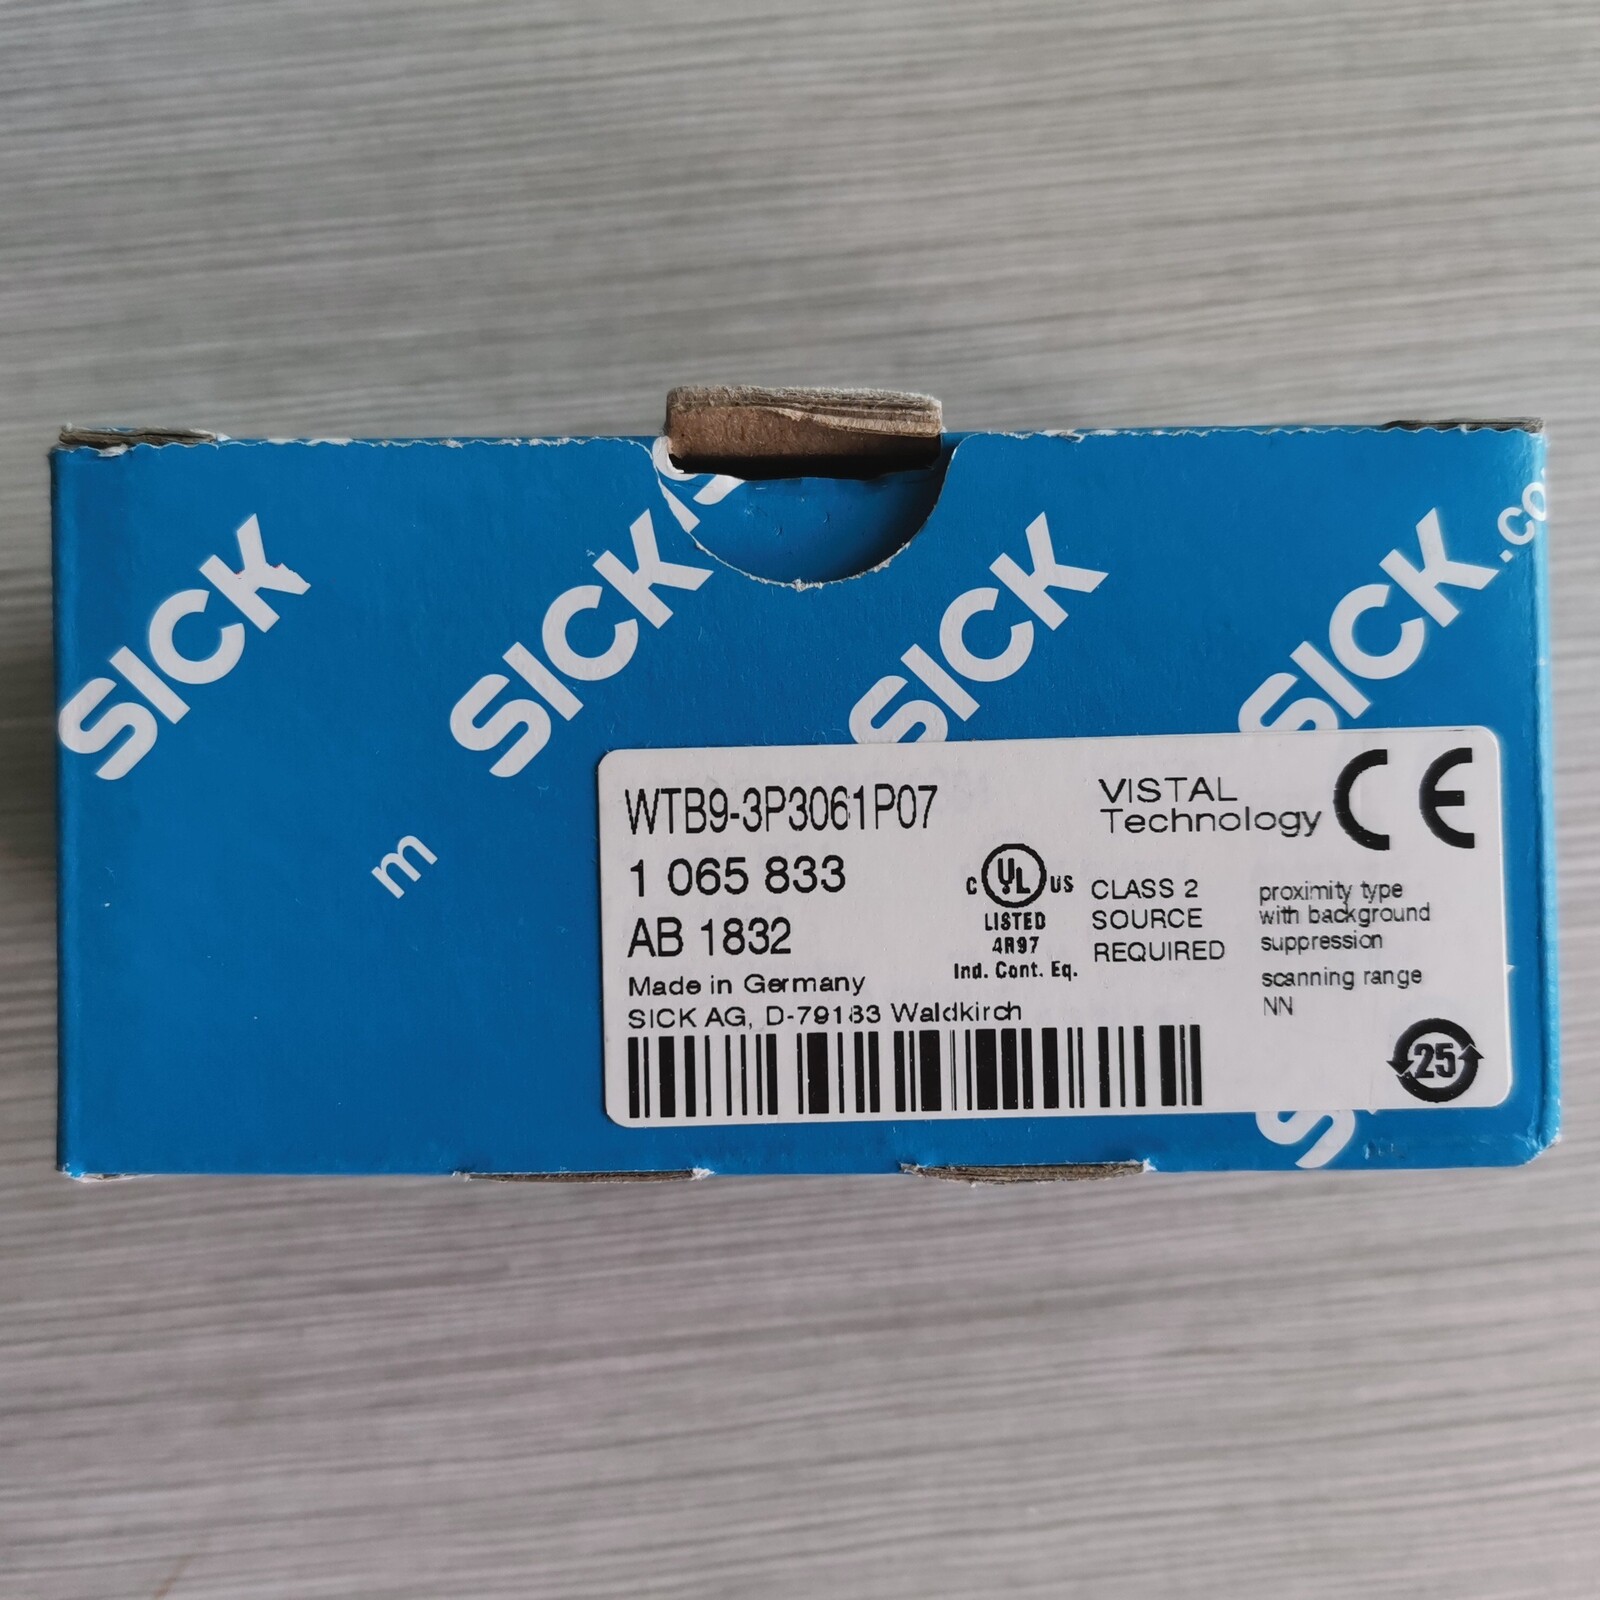 SICK
SICK
SICK
SICK.co
m
WTB9-3P3061P07
1 065 833
AB 1832
Made in Germany
SICK AG, D-79183 Waldkirch
C UL US
LISTED
4R97
Ind. Cont. Eq.
VISTAL
Technology
CE
CLASS 2
SOURCE
REQUIRED
proximity type
with background
suppression
scanning range
NN
25